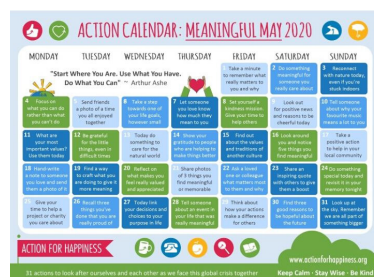 ACTION CALENDAR: MEANINGFUL MAY 2020
MONDAY TUESDAY WEDNESDAY THURSDAY FRIDAY SATURDAY SUNDAY
"Start Where You Are. Use What You Have.
Do What You Can" ~ Arthur Ashe
Take a minute
to remember what
really matters to
you and why
2 Do something
meaningful for
someone you
really care about
3 Reconnect
with nature today,
even if you're
stuck indoors
4 Focus on
what you can do
rather than what
you can't do
Send friends
a photo of a time
you all enjoyed
together
6 Take a step
towards one of
your life goals,
however small
7 Let someone
you love know
how much they
mean to you
8 Set yourself a
kindness mission.
Give your time to
help others
Look out
for positive news
and reasons to
be cheerful today
10 Tell someone
about why your
favourite music
means a lot to you
11 What are
your most
important values?
Use them today
12 Be grateful
for the little
things, even in
difficult times
13 Today do
something to
care for the
natural world
14 Show your
gratitude to people
who are helping to
make things better
15 Find out
about the values
and traditions of
another culture
16 Look around
you and notice
five things you
find meaningful
Take a
positive action
to help in your
local community
18 Hand-write
a note to someone
you love and send
them a photo of it
19 Find a way
to craft what you
are doing to give it
more meaning
20 Reflect on
what makes you
feel really valued
and appreciated
Share photos
of 3 things you
find meaningful
or memorable
22 Ask a loved
one or colleague
what matters most
to them and why
23 Share an
inspiring quote
with others to give
them a boost
24 Do something
special today and
revisit it in your
memory tonight
Give your
time to help a
project or charity
you care about
26 Recall three
things you've
done that you are
really proud of
27 Today link
your decisions and
choices to your
purpose in life
28 Tell someone
about an event in
your life that was
really meaningful
Think about
how your actions
make a difference
for others
30 Find three
good reasons to
be hopeful about
the future
31 Look up at
the sky. Remember
we are all part of
something bigger
ACTION FOR HAPPINESS
www.actionforhappiness.org
31 actions to look after ourselves and each other as we face this global crisis together
Keep Calm · Stay Wise · Be Kind